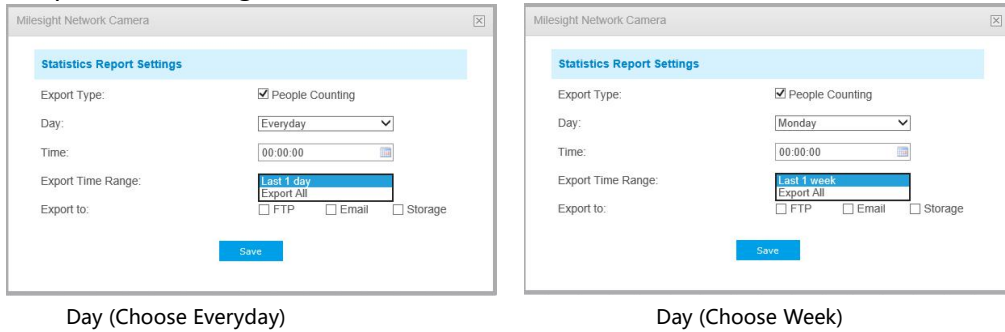 Milesight Network Camera
Statistics Report Settings
Export Type: People Counting
Day: Everyday
Time: 00:00:00
Export Time Range: Last 1 day
Export All
Export to: FTP Email Storage
Save
Day (Choose Everyday)
Milesight Network Camera
Statistics Report Settings
Export Type: People Counting
Day: Monday
Time: 00:00:00
Export Time Range: Last 1 week
Export All
Export to: FTP Email Storage
Save
Day (Choose Week)